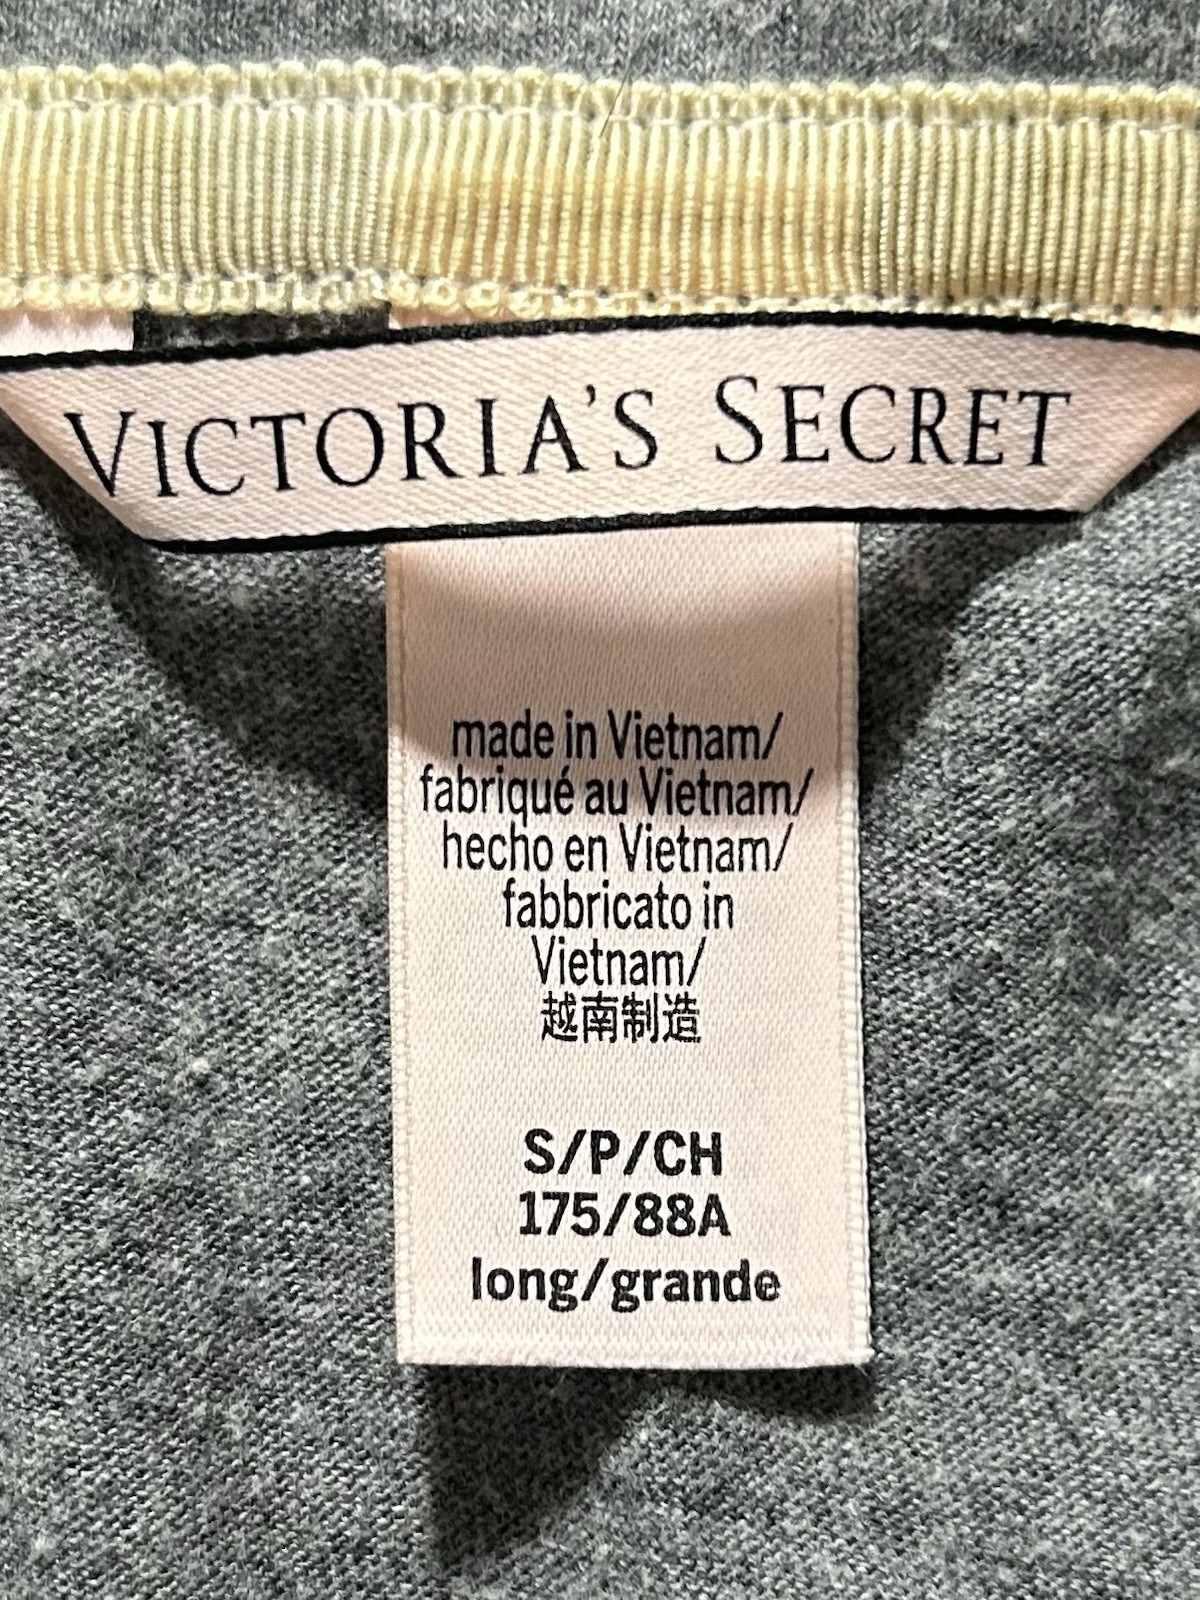 VICTORIA'S SECRET
made in Vietnam/
fabriqué au Vietnam/
hecho en Vietnam/
fabbricato in
Vietnam/
越南制造
S/P/CH
175/88A
long/grande